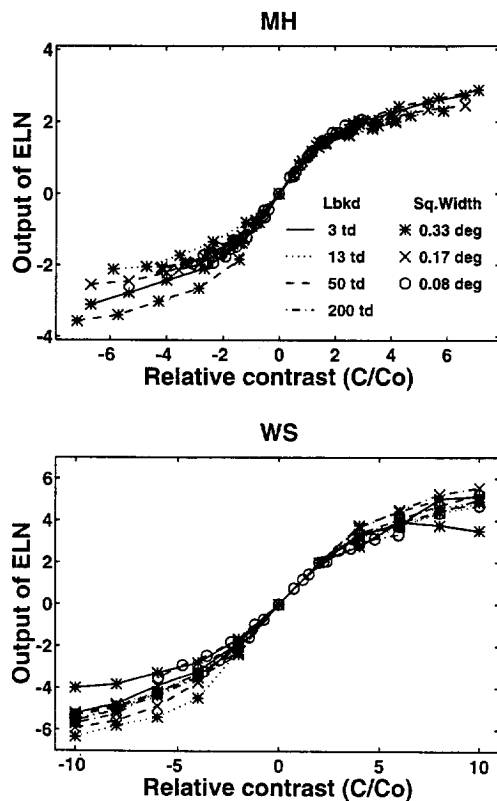 MH
4
2
0
-2
-4
Output of ELN
Lbkd
3 td
13 td
50 td
200 td
Sq.Width
0.33 deg
0.17 deg
0.08 deg
-6 -4 -2 0 2 4 6
Relative contrast (C/Co)
WS
6
4
2
0
-2
-4
-6
Output of ELN
-10 -5 0 5 10
Relative contrast (C/Co)